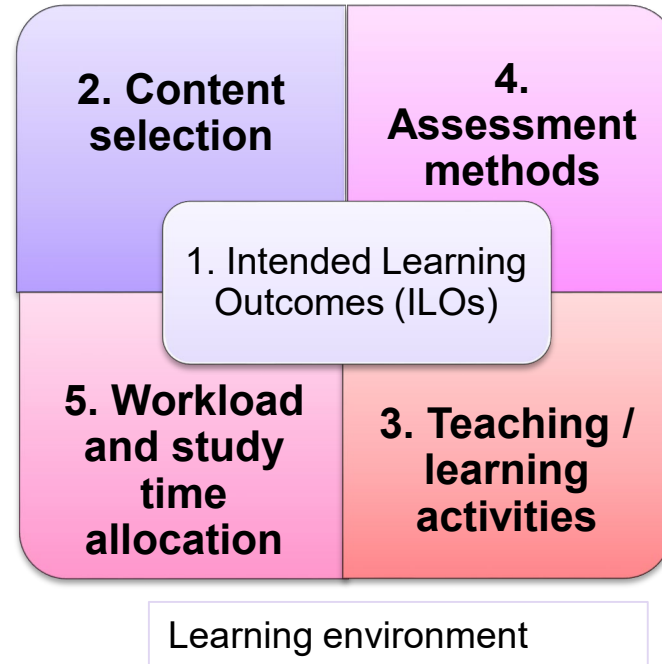 2. Content
selection
4.
Assessment
methods
1. Intended Learning
Outcomes (ILOs)
5. Workload
and study
time
allocation
3. Teaching /
learning
activities
Learning environment